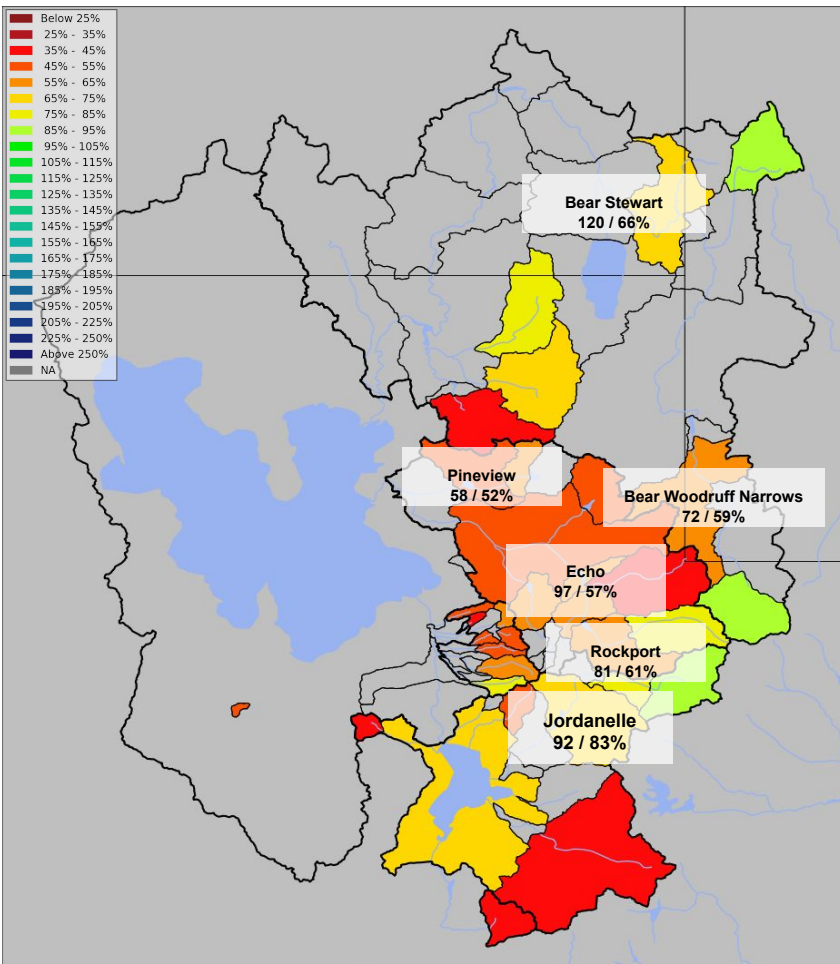 Below 25%
25% - 35%
35% - 45%
45% - 55%
55% - 65%
65% - 75%
75% - 85%
85% - 95%
95% - 105%
105% - 115%
115% - 125%
125% - 135%
135% - 145%
145% - 155%
155% - 165%
165% - 175%
175% - 185%
185% - 195%
195% - 205%
205% - 225%
225% - 250%
Above 250%
NA
Bear Stewart
120 / 66%
Pineview
58 / 52%
Bear Woodruff Narrows
72 / 59%
Echo
97 / 57%
Rockport
81 / 61%
Jordanelle
92 / 83%